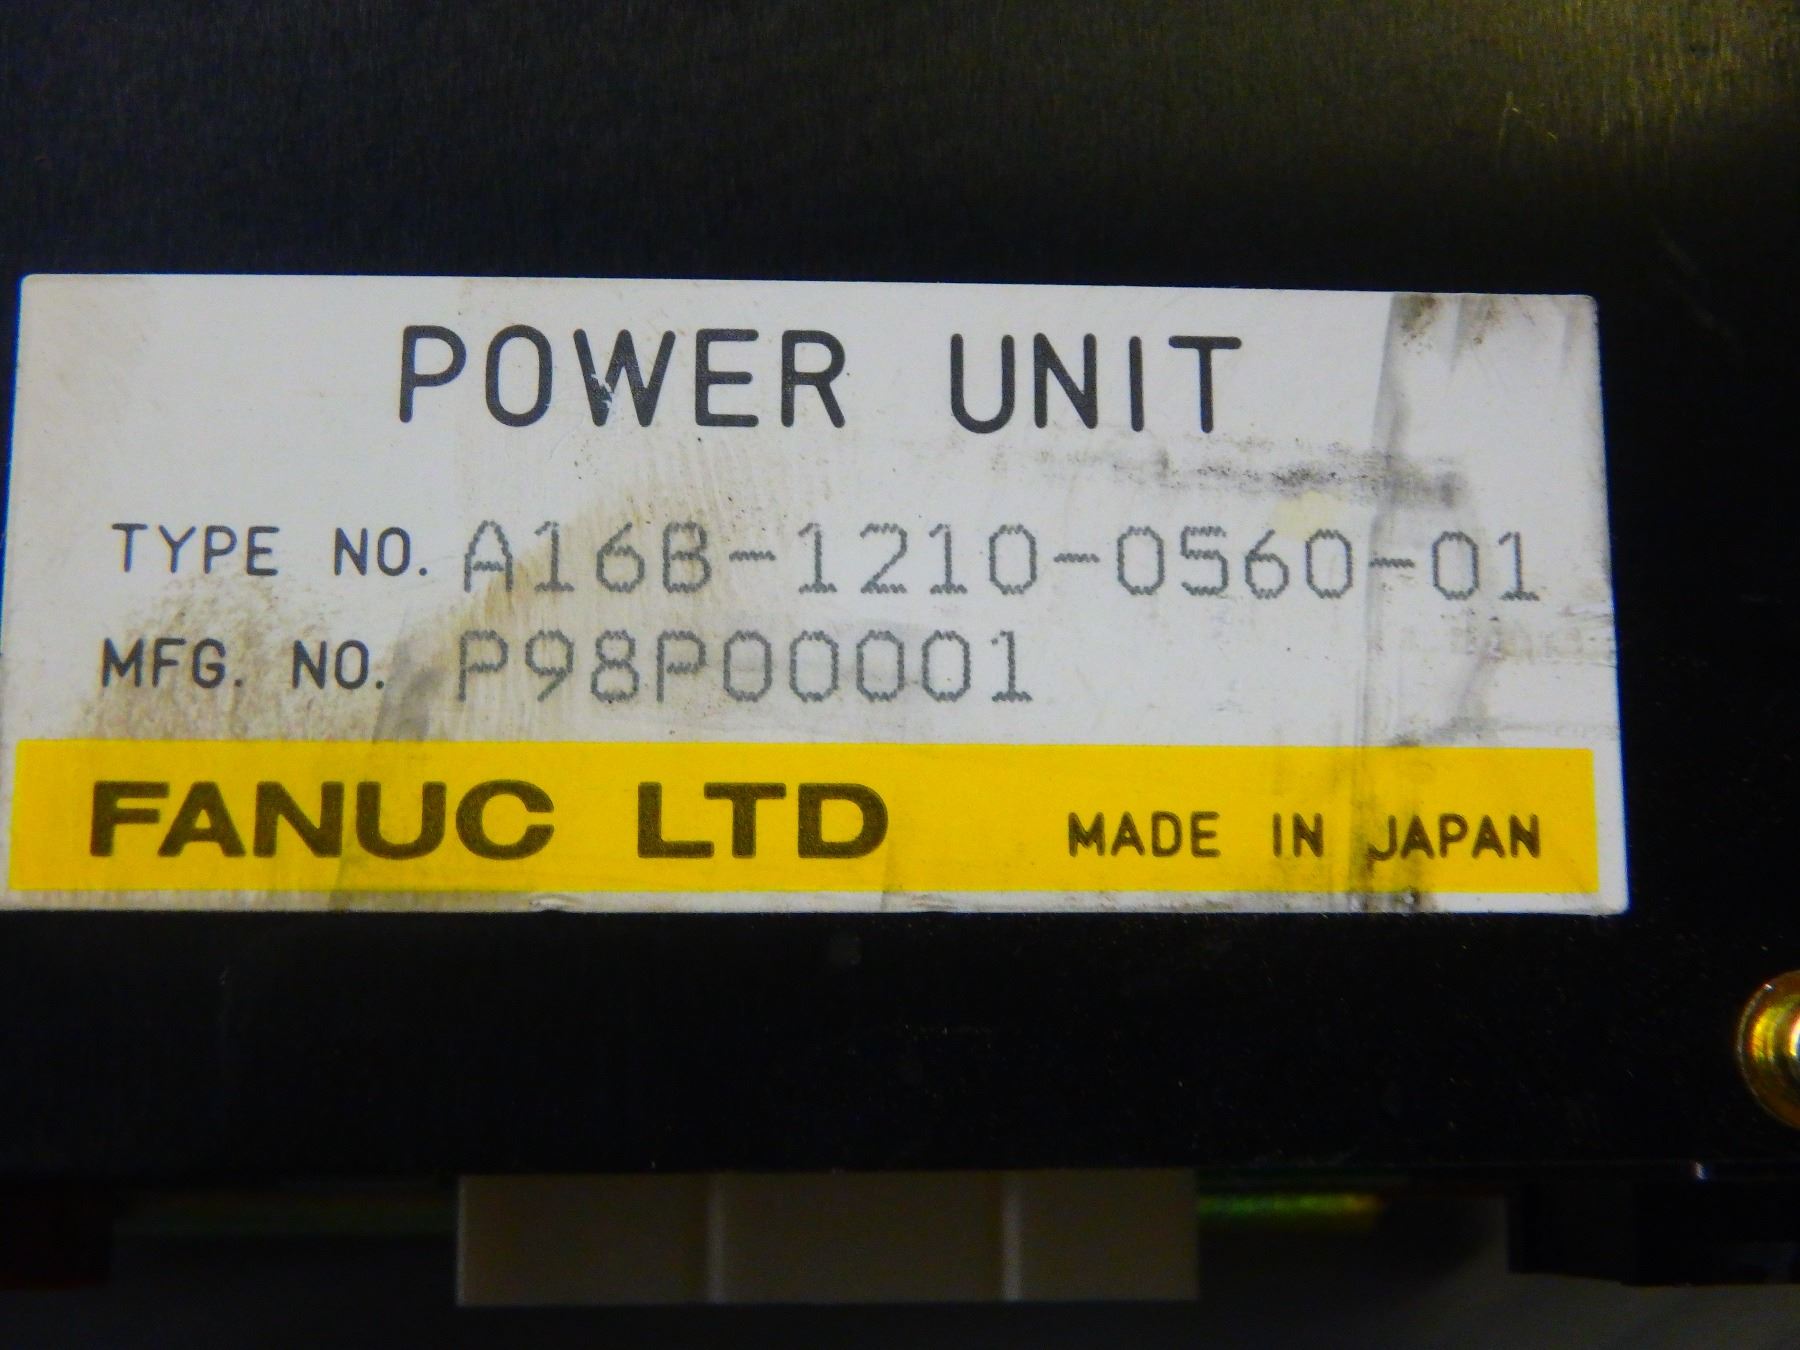 POWER UNIT
TYPE NO. A16B-1210-0560-01
MFG. NO. P98P00001
FANUC LTD MADE IN JAPAN